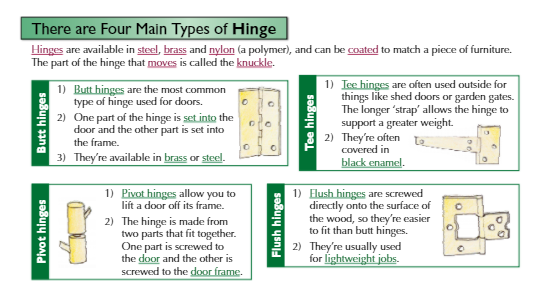 There are Four Main Types of Hinge
Hinges are available in steel, brass and nylon (a polymer), and can be coated to match a piece of furniture.
The part of the hinge that moves is called the knuckle.
Butt hinges
1) Butt hinges are the most common
type of hinge used for doors.
2) One part of the hinge is set into the
door and the other part is set into
the frame.
3) They're available in brass or steel.
Tee hinges
1) Tee hinges are often used outside for
things like shed doors or garden gates.
The longer 'strap' allows the hinge to
support a greater weight.
2) They're often
covered in
black enamel.
Pivot hinges
1) Pivot hinges allow you to
lift a door off its frame.
2) The hinge is made from
two parts that fit together.
One part is screwed to
the door and the other is
screwed to the door frame.
Flush hinges
1) Flush hinges are screwed
directly onto the surface of
the wood, so they're easier
to fit than butt hinges.
2) They're usually used
for lightweight jobs.